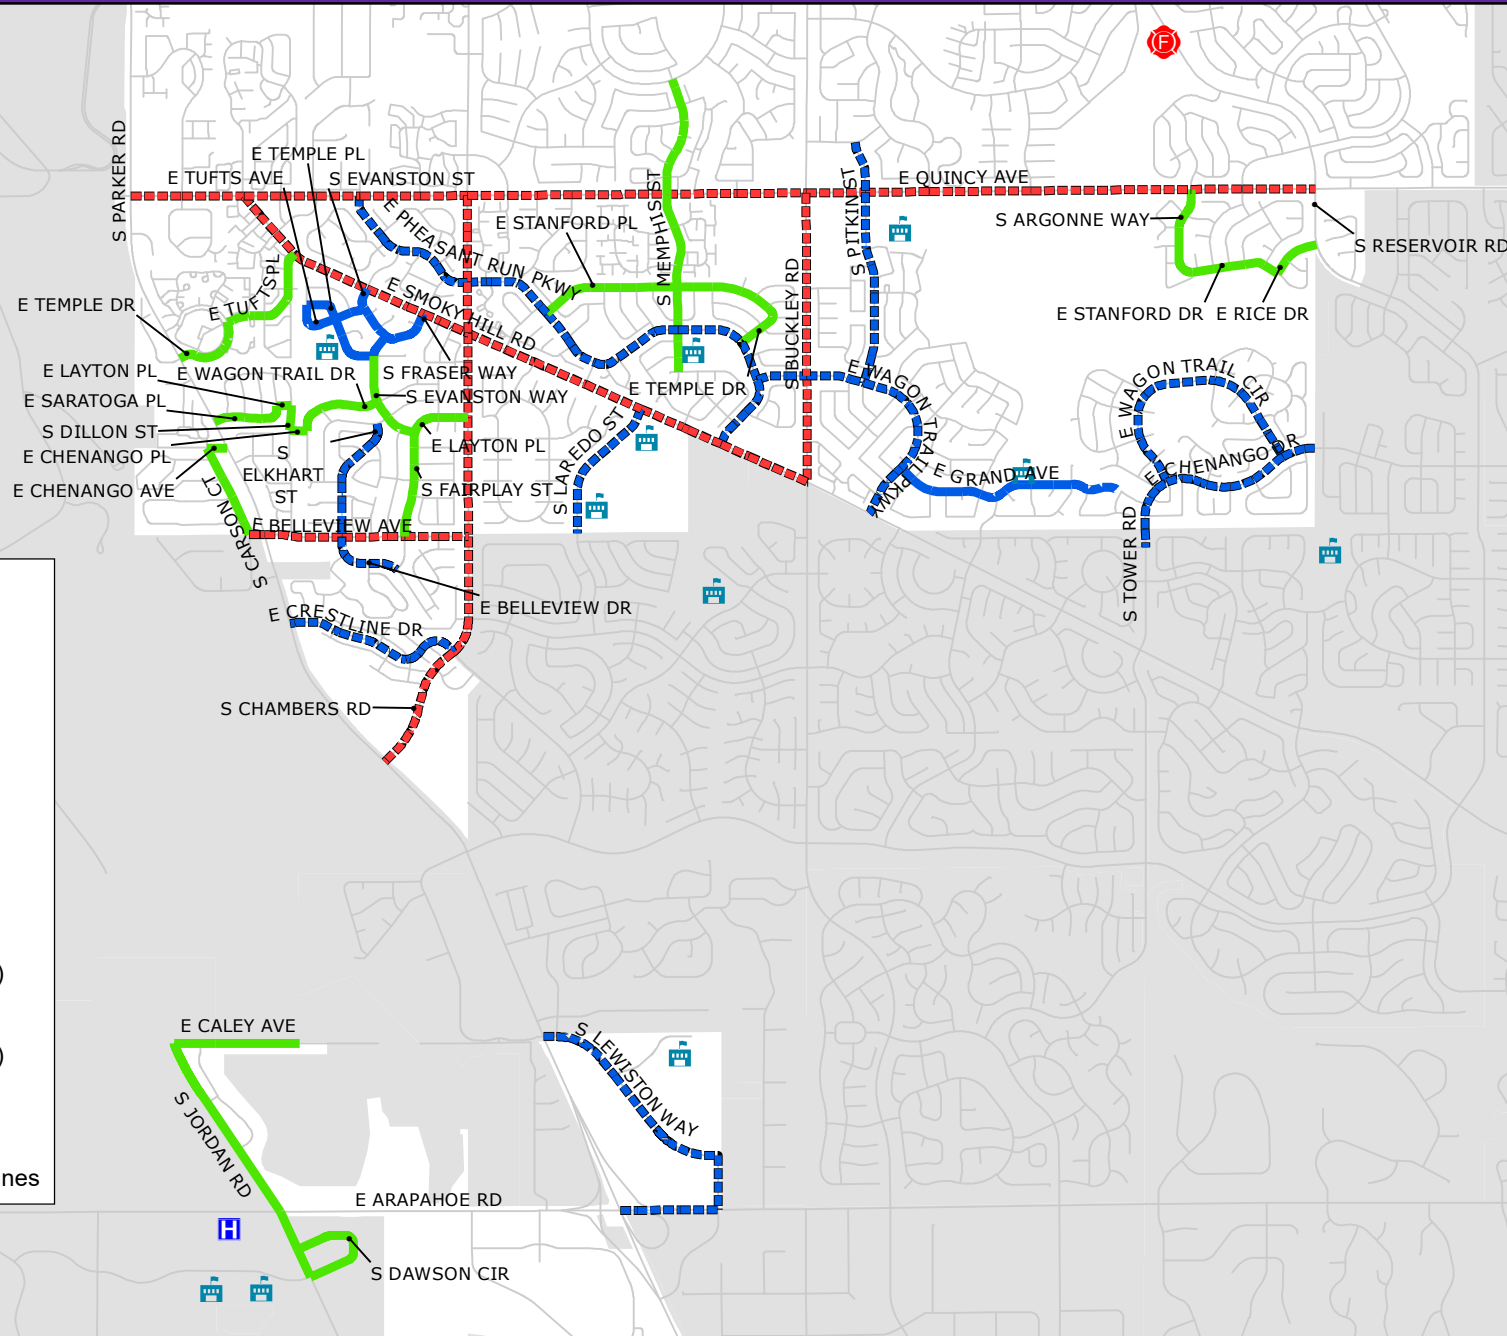 F
S PARKER RD
E TEMPLE PL
E TUFTS AVE
S EVANSTON ST
E PHEASANT RUN PKWY
E STANFORD PL
S MEMPHIS ST
S PITKIN ST
E QUINCY AVE
S ARGONNE WAY
S RESERVOIR RD
E TUFTS PL
E SMOKY HILL RD
S BUCKLEY RD
E TEMPLE DR
E STANFORD DR
E RICE DR
E LAYTON PL
E WAGON TRAIL DR
S FRASER WAY
E TEMPLE DR
E WAGON TRAIL PKWY
E WAGON TRAIL CIR
E SARATOGA PL
S EVANSTON WAY
S DILLON ST
E LAYTON PL
S LAREDO ST
E CHENANGO PL
S
ELKHART
ST
E CHENANGO AVE
S FAIRPLAY ST
E GRAND AVE
E CHENANGO DR
S CARSON CT
E BELLEVIEW AVE
S TOWER RD
E BELLEVIEW DR
E CRESTLINE DR
S CHAMBERS RD
)
E CALEY AVE
S LEWISTON WAY
)
S JORDAN RD
nes
E ARAPAHOE RD
H
S DAWSON CIR